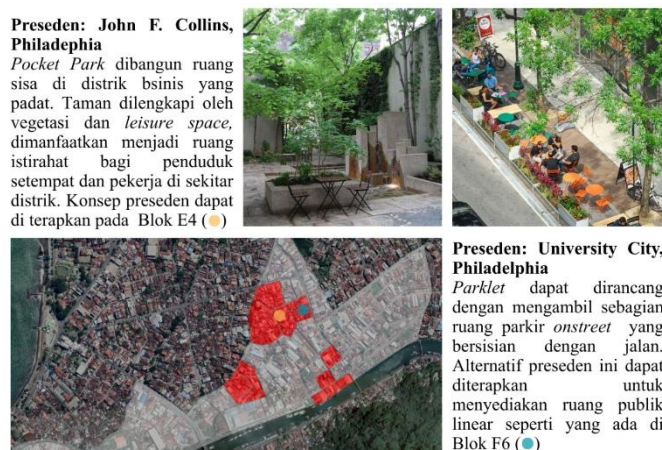 Preseden: John F. Collins,
Philadephia
Pocket Park dibangun ruang
sisa di distrik bsinis yang
padat. Taman dilengkapi oleh
vegetasi dan leisure space,
dimanfaatkan menjadi ruang
istirahat bagi penduduk
setempat dan pekerja di sekitar
distrik. Konsep preseden dapat
di terapkan pada Blok E4 ()
Preseden: University City,
Philadelphia
Parklet dapat dirancang
dengan mengambil sebagian
ruang parkir onstreet yang
bersisian dengan jalan.
Alternatif preseden ini dapat
diterapkan untuk
menyediakan ruang publik
linear seperti yang ada di
Blok F6 ()